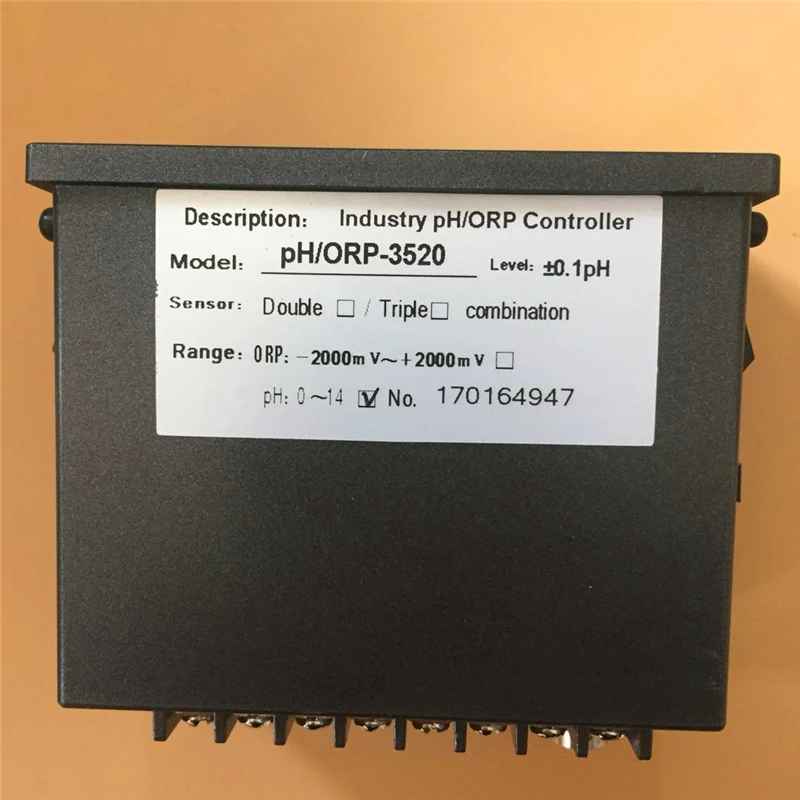 Description: Industry pH/ORP Controller
Model: pH/ORP-3520 Level: ±0.1pH
Sensor: Double □ / Triple□ combination
Range: ORP: -2000m V~+2000m V □
pH: 0~14 ☑ No. 170164947